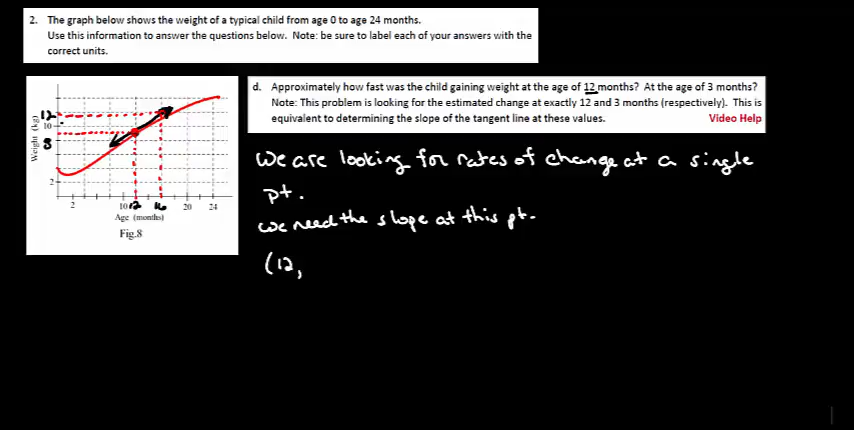 2. The graph below shows the weight of a typical child from age 0 to age 24 months.
Use this information to answer the questions below. Note: be sure to label each of your answers with the
correct units.
d. Approximately how fast was the child gaining weight at the age of 12 months? At the age of 3 months?
Note: This problem is looking for the estimated change at exactly 12 and 3 months (respectively). This is
equivalent to determining the slope of the tangent line at these values. Video Help
12
10
8
2
Weight (kg)
2 10 12 16 20 24
Age (months)
Fig.8
We are looking for rates of change at a single
pt.
we need the slope at this pt.
(12,